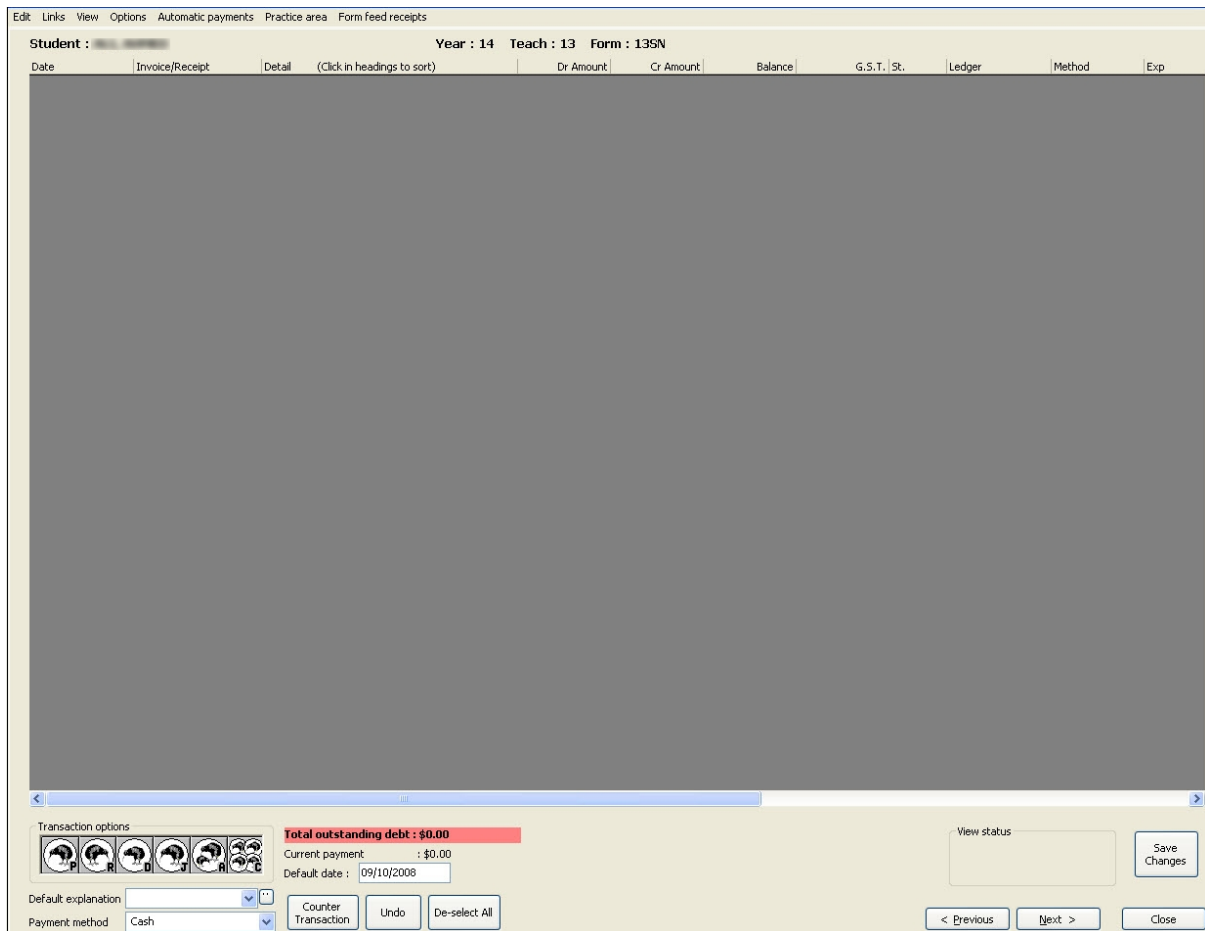 Edit Links View Options Automatic payments Practice area Form feed receipts
Student : Year : 14 Teach : 13 Form : 13SN
Date Invoice/Receipt Detail (Click in headings to sort) Dr Amount Cr Amount Balance G.S.T. St. Ledger Method Exp
Transaction options
P R D J A C
Total outstanding debt : $0.00
Current payment : $0.00
Default date : 09/10/2008
View status
Save Changes
Default explanation
Payment method Cash
Counter Transaction Undo De-select All
< Previous Next > Close